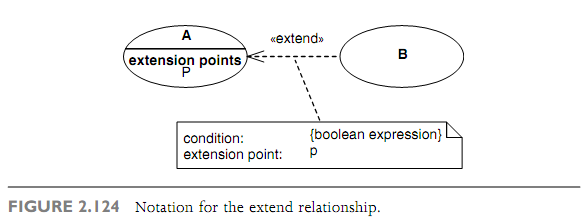 A
«extend»
B
extension points
P
condition: {boolean expression}
extension point: p
FIGURE 2.124 Notation for the extend relationship.